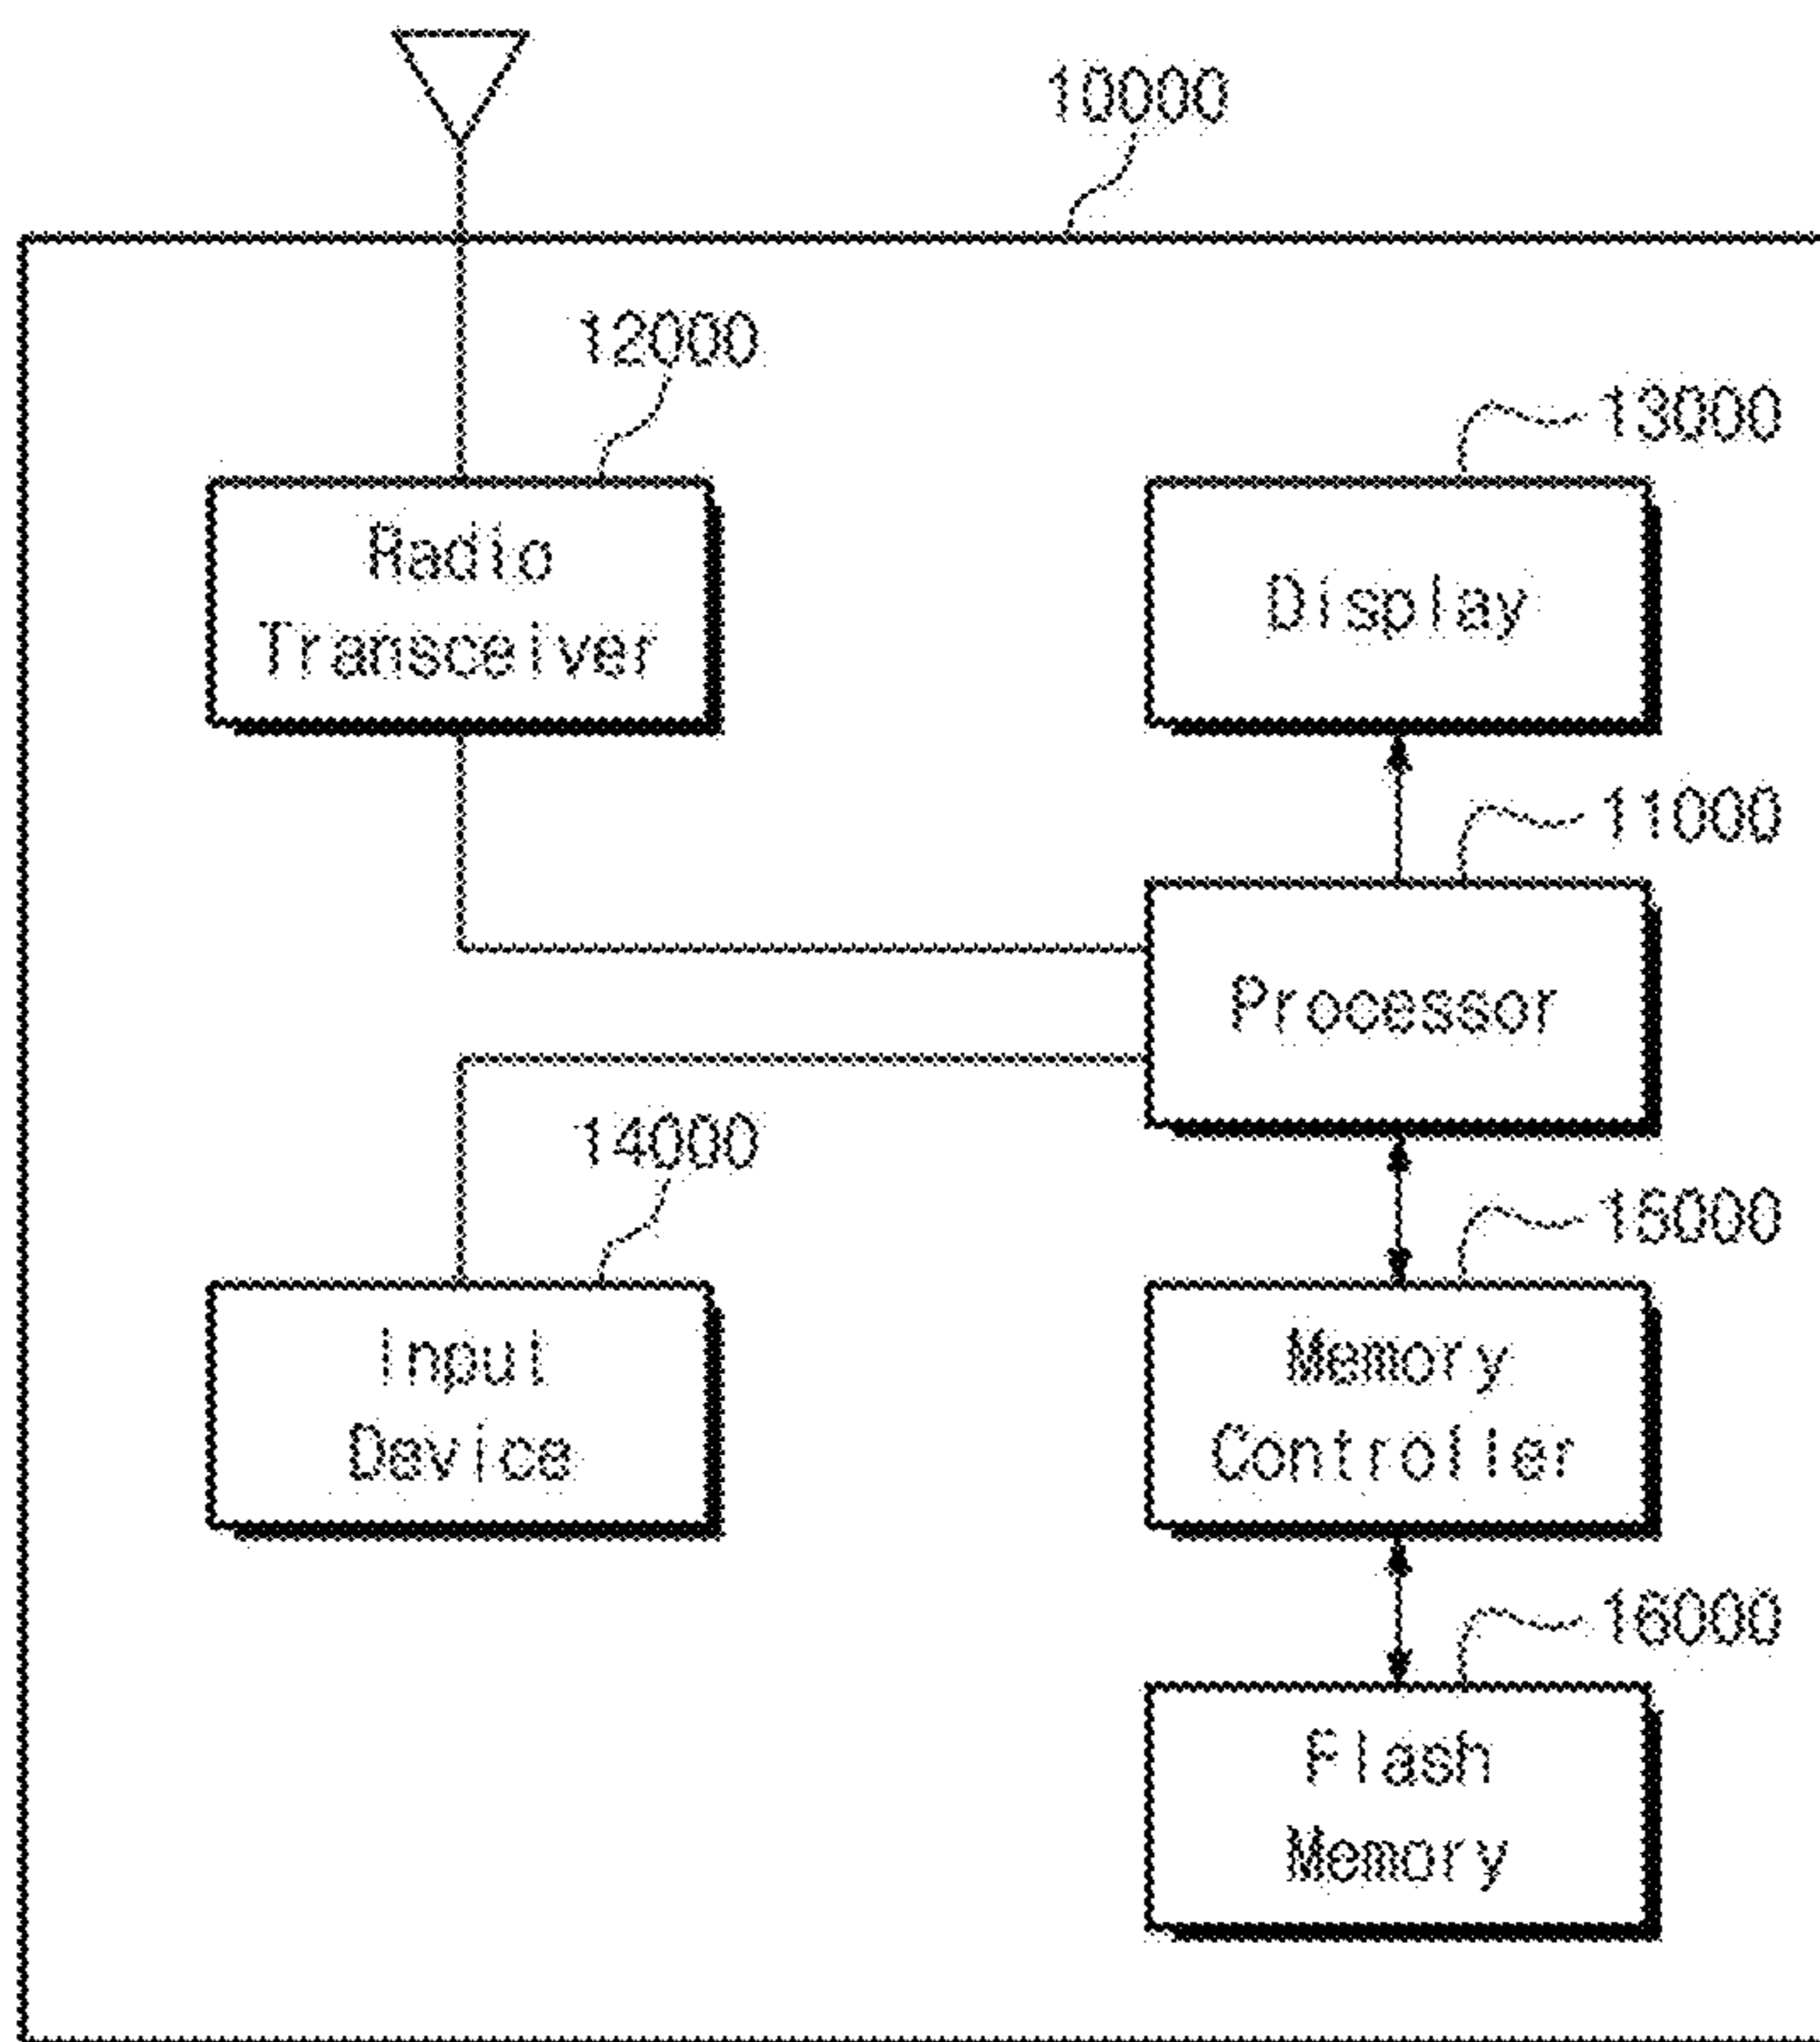 10000
12000
13000
Radio
Transceiver
Display
11000
Processor
14000
15000
Input
Device
Memory
Controller
16000
Flash
Memory